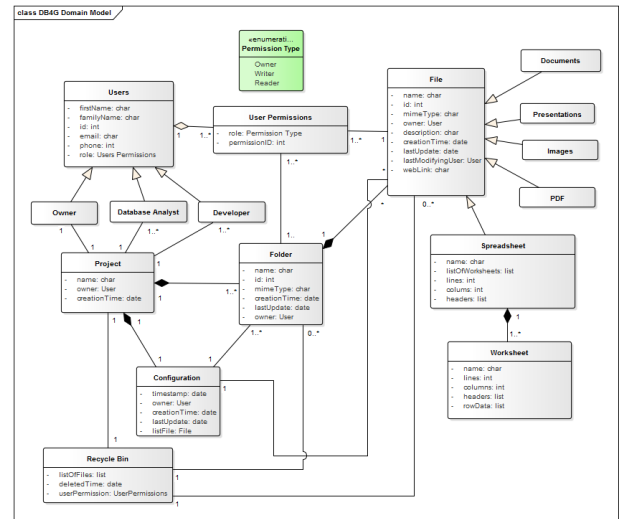 class DB4G Domain Model
«enumerati...
Permission Type
Owner
Writer
Reader
Users
- firstName: char
- familyName: char
- id: int
- email: char
- phone: int
- role: Users Permissions
1
1..*
User Permissions
- role: Permission Type
- permissionID: int
1..*
1
1..*
1..
File
- name: char
- id: int
- mimeType: char
- owner: User
- description: char
- creationTime: date
- lastUpdate: date
- lastModifyingUser: User
- webLink: char
*
*
0..*
Documents
Presentations
Images
PDF
Owner
1
Database Analyst
1..*
Developer
1..*
1
1
1
Project
- name: char
- owner: User
- creationTime: date
1
1..*
1
1
1
Folder
- name: char
- id: int
- mimeType: char
- creationTime: date
- lastUpdate: date
- owner: User
1
1..*
0..*
Spreadsheet
- name: char
- listOfWorksheets: list
- lines: int
- colums: int
- headers: list
1
1..*
Worksheet
- name: char
- lines: int
- columns: int
- headers: list
- rowData: list
1
1
1
Configuration
- timestamp: date
- owner: User
- creationTime: date
- lastUpdate: date
- listFile: File
1
Recycle Bin
- listOfFiles: list
- deletedTime: date
- userPermission: UserPermissions
1
1